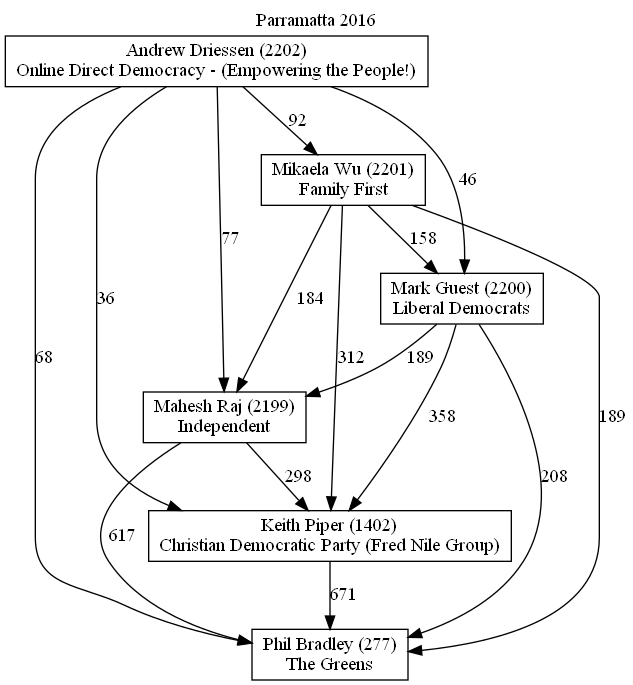 Parramatta 2016
Andrew Driessen (2202)
Online Direct Democracy - (Empowering the People!)
92
Mikaela Wu (2201)
Family First
46
77
158
184
Mark Guest (2200)
Liberal Democrats
36
68
312
189
358
189
Mahesh Raj (2199)
Independent
298
208
617
Keith Piper (1402)
Christian Democratic Party (Fred Nile Group)
671
Phil Bradley (277)
The Greens